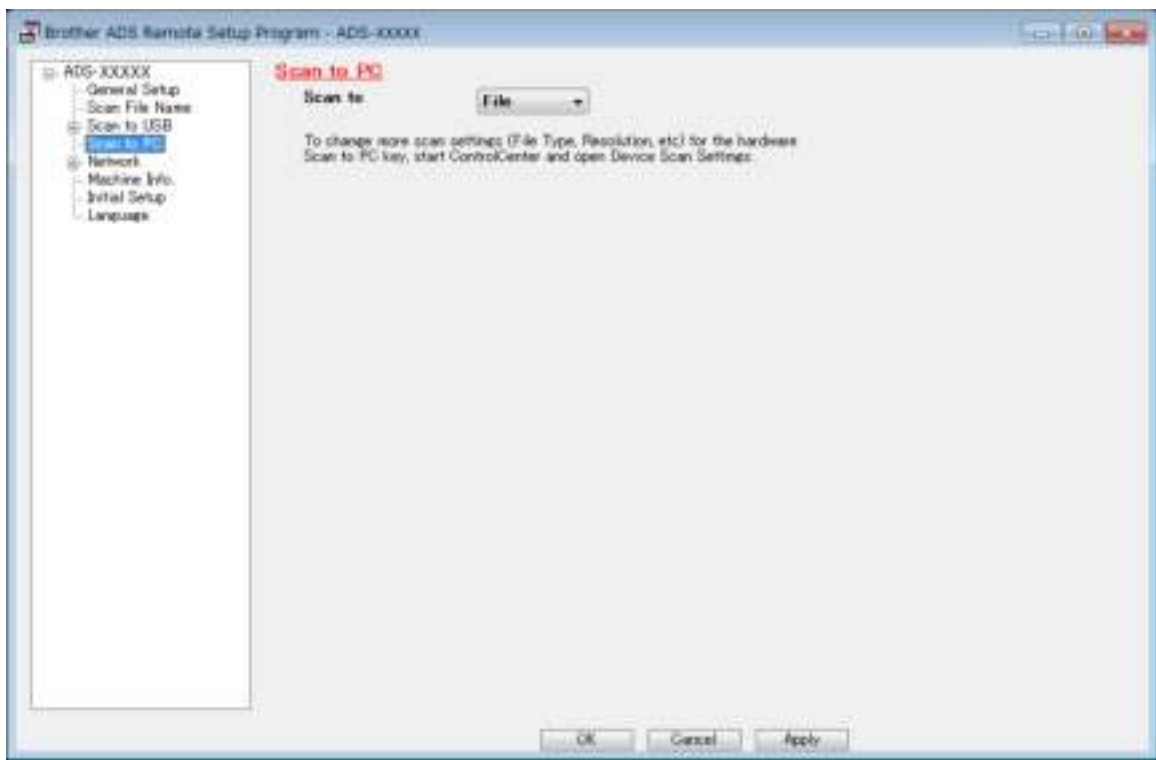 Brother ADS Remote Setup Program - ADS-XXXXX
ADS-XXXXX
General Setup
Scan File Name
Scan to USB
Scan to PC
Network
Machine Info.
Initial Setup
Language
Scan to PC
Scan to
File
To change more scan settings (File Type, Resolution, etc) for the hardware
Scan to PC key, start ControlCenter and open Device Scan Settings.
OK
Cancel
Apply